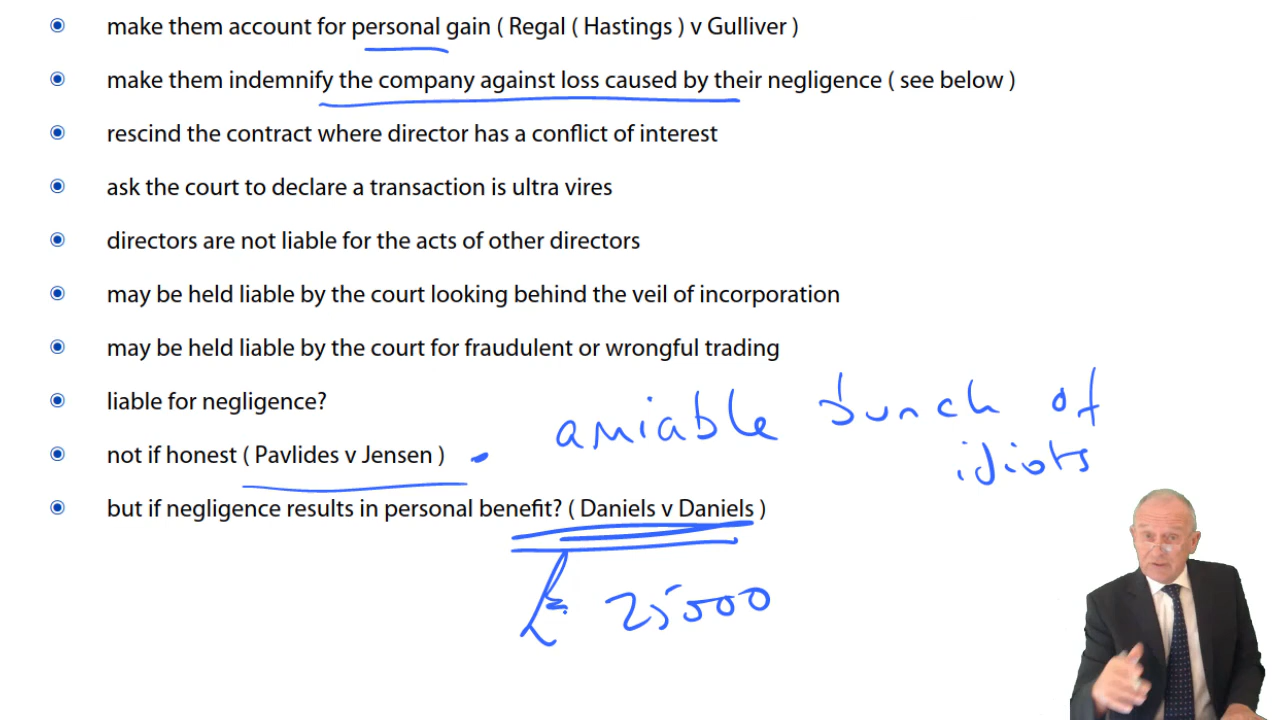 make them account for personal gain ( Regal ( Hastings ) v Gulliver )
make them indemnify the company against loss caused by their negligence ( see below )
rescind the contract where director has a conflict of interest
ask the court to declare a transaction is ultra vires
directors are not liable for the acts of other directors
may be held liable by the court looking behind the veil of incorporation
may be held liable by the court for fraudulent or wrongful trading
liable for negligence?
amiable bunch of
idiots
not if honest ( Pavlides v Jensen )
but if negligence results in personal benefit? ( Daniels v Daniels )
£ 25000